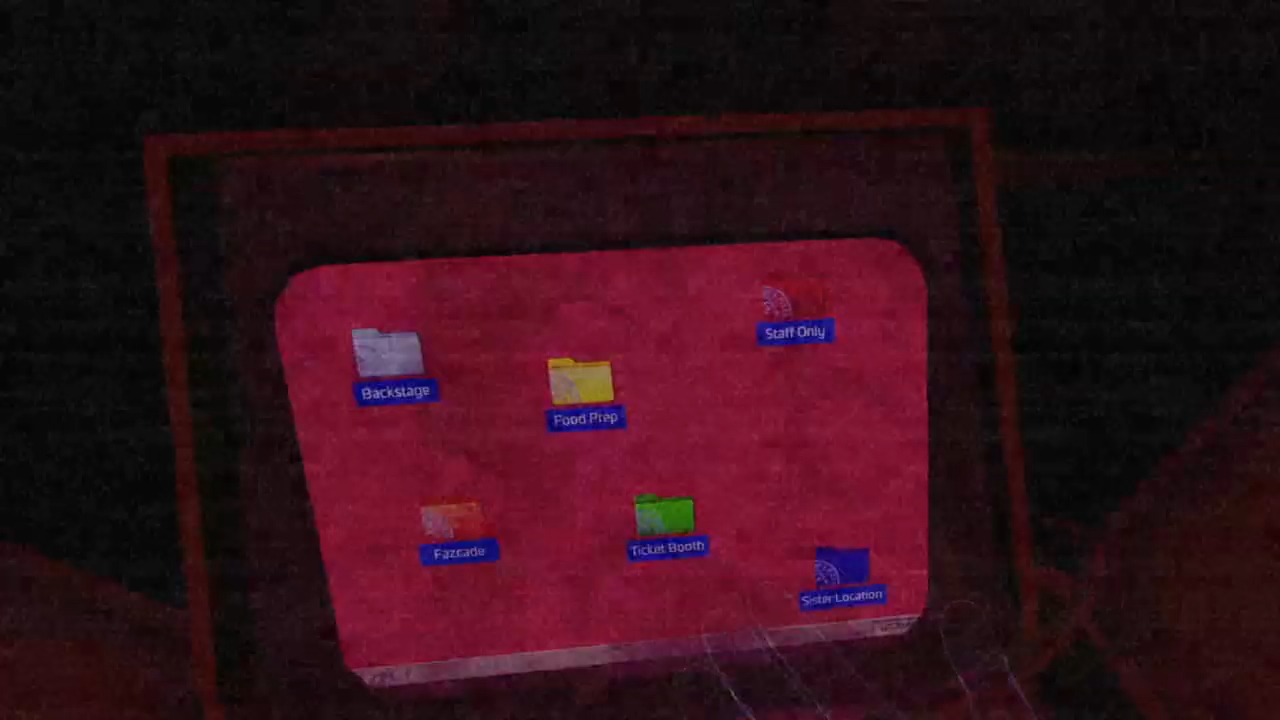 Staff Only
Backstage
Food Prep
Fazcade
Ticket Booth
Sister Location